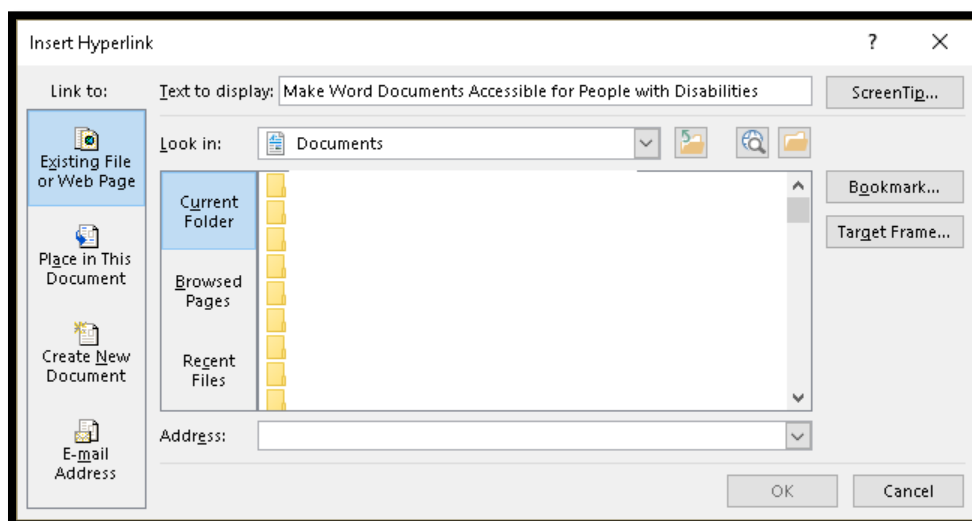 Insert Hyperlink ? ×
Link to:
Text to display: Make Word Documents Accessible for People with Disabilities
ScreenTip...
Existing File
or Web Page
Place in This
Document
Create New
Document
E-mail
Address
Look in: Documents
Current
Folder
Browsed
Pages
Recent
Files
Address:
Bookmark...
Target Frame...
OK
Cancel